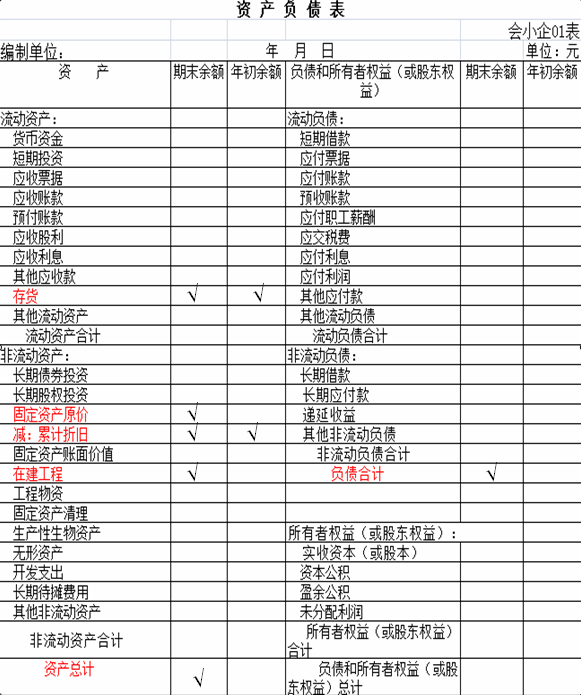 资 产 负 债 表
会小企01表
编制单位： 年 月 日 单位：元
资 产 期末余额 年初余额 负债和所有者权益（或股东权益） 期末余额 年初余额
流动资产： 流动负债：
货币资金 短期借款
短期投资 应付票据
应收票据 应付账款
应收账款 预收账款
预付账款 应付职工薪酬
应收股利 应交税费
应收利息 应付利息
其他应收款 应付利润
存货 √ √ 其他应付款
其他流动资产 其他流动负债
流动资产合计 流动负债合计
非流动资产： 非流动负债：
长期债券投资 长期借款
长期股权投资 长期应付款
固定资产原价 √ 递延收益
减：累计折旧 √ √ 其他非流动负债
固定资产账面价值 非流动负债合计
在建工程 √ 负债合计 √
工程物资
固定资产清理
生产性生物资产 所有者权益（或股东权益）：
无形资产 实收资本（或股本）
开发支出 资本公积
长期待摊费用 盈余公积
其他非流动资产 未分配利润
非流动资产合计 所有者权益（或股东权益）合计
资产总计 √ 负债和所有者权益（或股东权益）总计